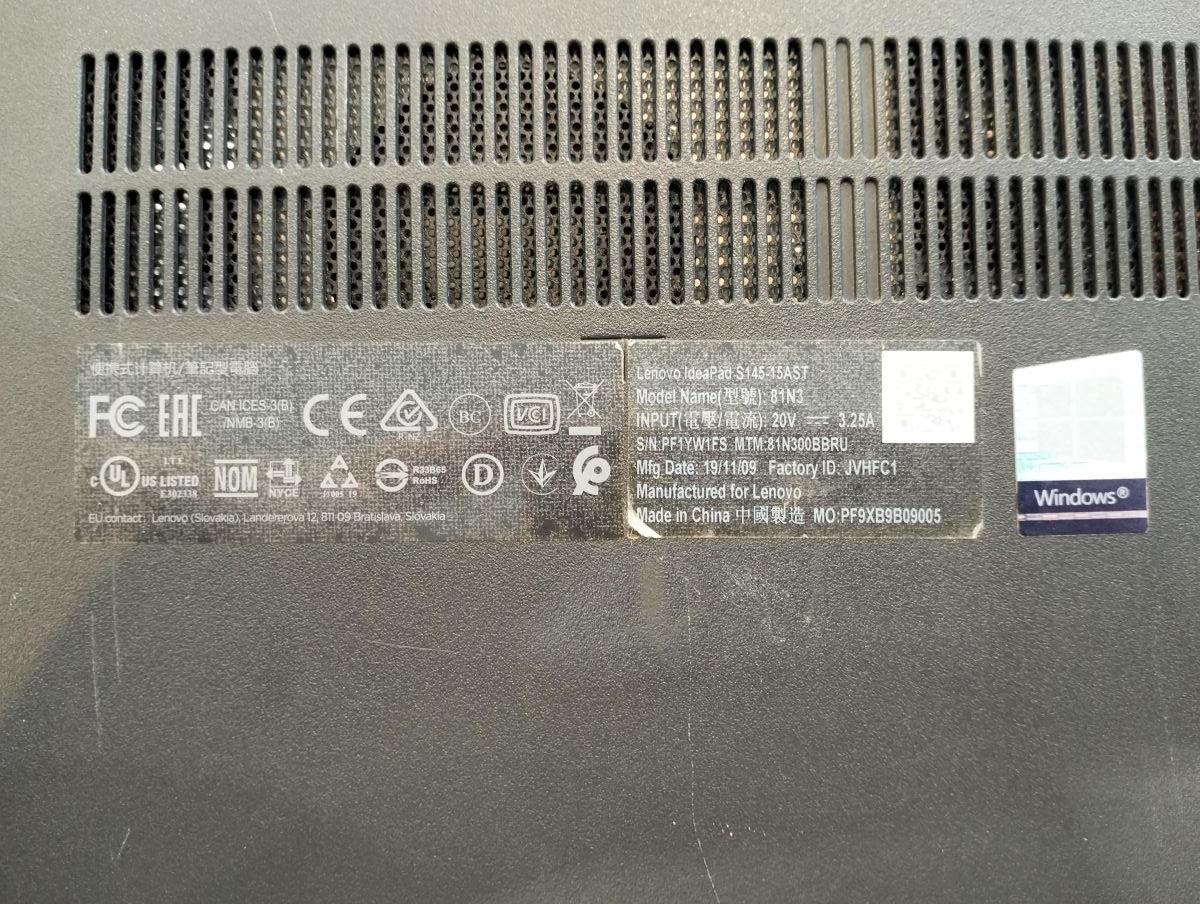 便携式计算机/筆記型電腦
FC EAC CAN ICES-3(B)
/NMB-3(B) CE R-NZ BC VCI
c UL US LISTED
I.T.E.
E302338
NOM NYCE R33B65
RoHS D
EU contact : Lenovo (Slovakia), Landererova 12, 811 09 Bratislava, Slovakia
Lenovo IdeaPad S145-15AST
Model Name(型號): 81N3
INPUT(電壓/電流): 20V ⎓ 3.25A
S/N:PF1YW1FS MTM:81N300BBRU
Mfg Date: 19/11/09 Factory ID: JVHFC1
Manufactured for Lenovo
Made in China 中國製造 MO:PF9XB9B09005
Windows®